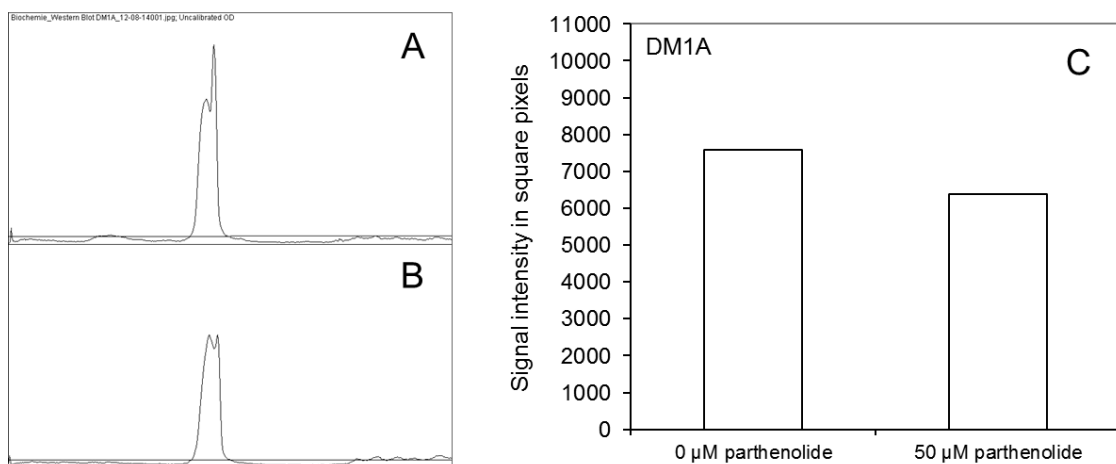 Biochemie_Western Blot DM1A_12-08-14001.jpg; Uncalibrated OD
A
B
C
DM1A
Signal intensity in square pixels
11000
10000
9000
8000
7000
6000
5000
4000
3000
2000
1000
0
0 µM parthenolide
50 µM parthenolide